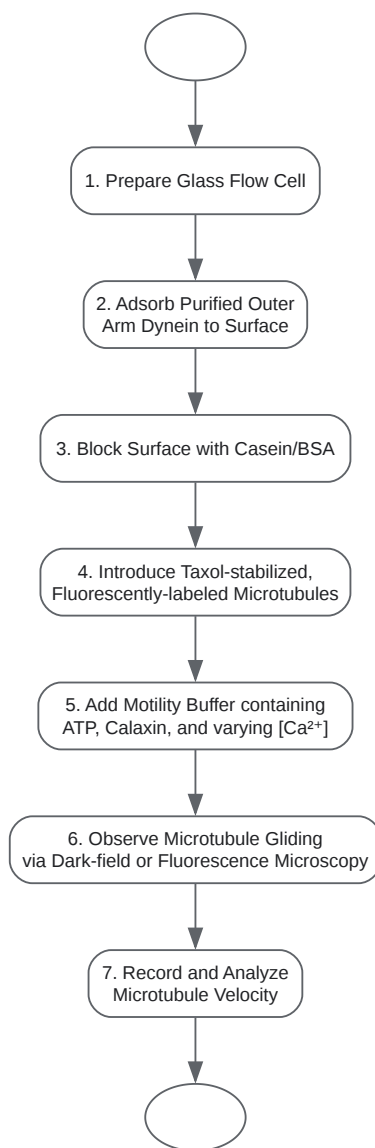 1. Prepare Glass Flow Cell
2. Adsorb Purified Outer
Arm Dynein to Surface
3. Block Surface with Casein/BSA
4. Introduce Taxol-stabilized,
Fluorescently-labeled Microtubules
5. Add Motility Buffer containing
ATP, Calaxin, and varying [Ca²⁺]
6. Observe Microtubule Gliding
via Dark-field or Fluorescence Microscopy
7. Record and Analyze
Microtubule Velocity